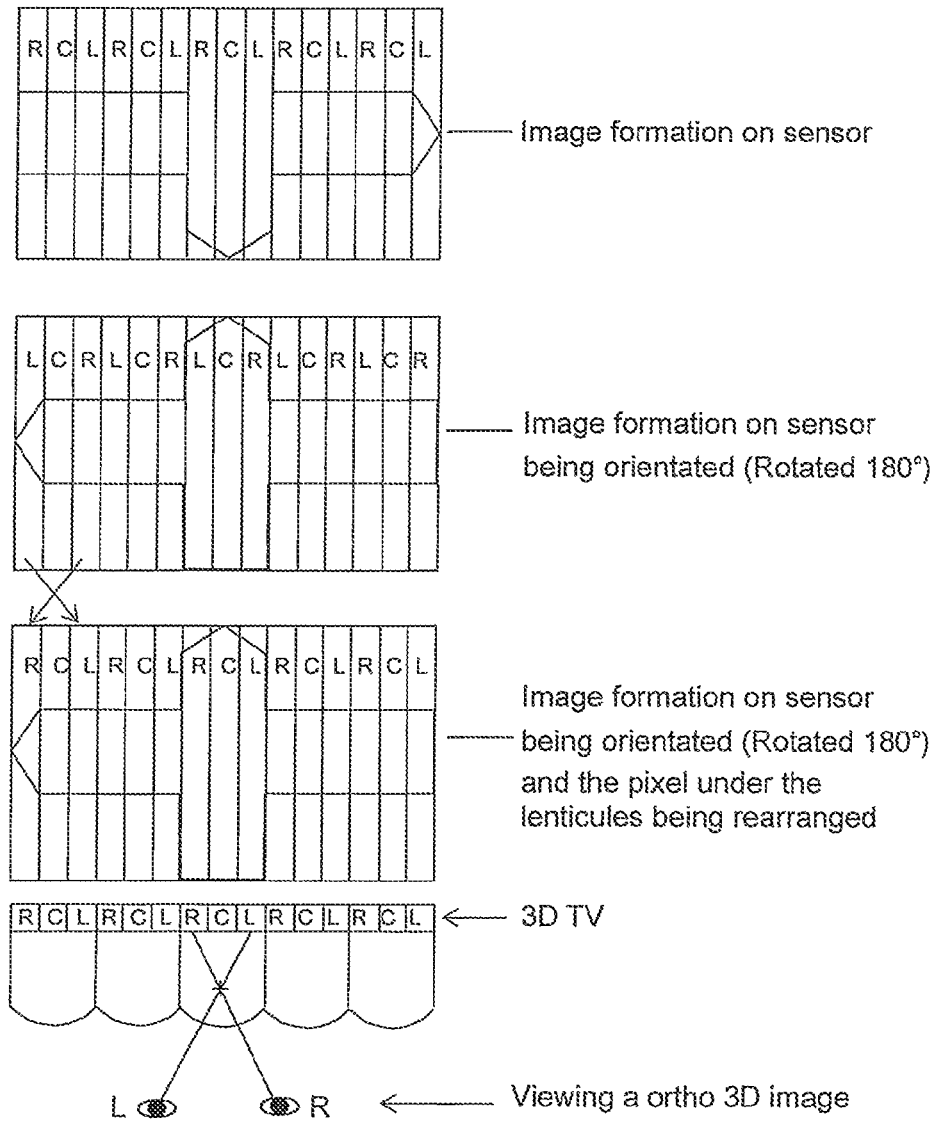 R C L R C L R C L R C L R C L
Image formation on sensor
L C R L C R L C R L C R L C R
Image formation on sensor
being orientated (Rotated 180°)
R C L R C L R C L R C L R C L
Image formation on sensor
being orientated (Rotated 180°)
and the pixel under the
lenticules being rearranged
R C L R C L R C L R C L R C L
3D TV
L R
Viewing a ortho 3D image